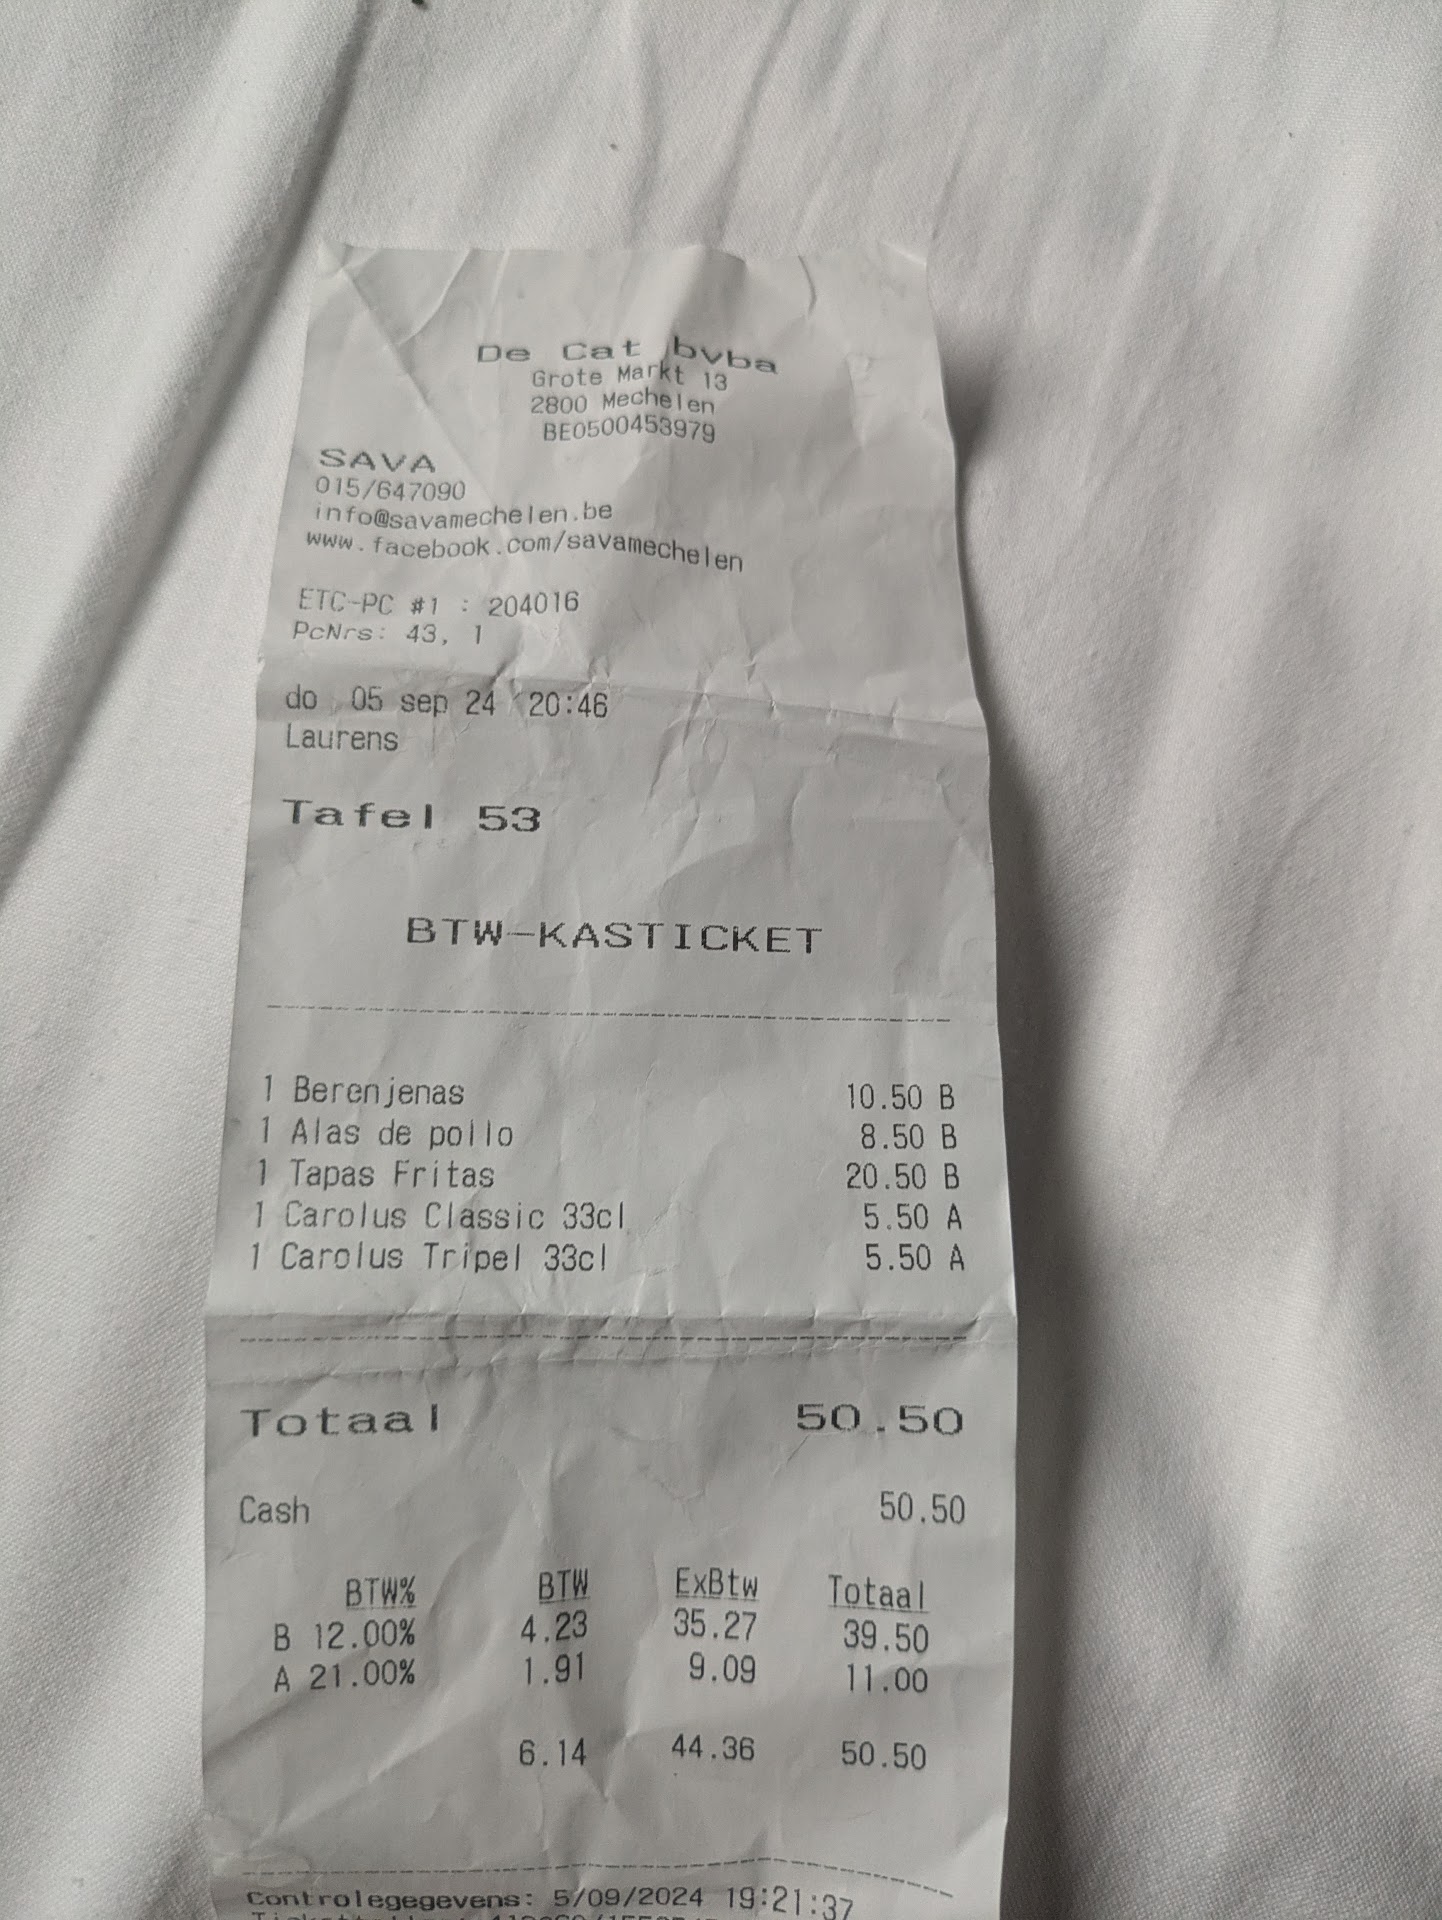 De Cat bvba
Grote Markt 13
2800 Mechelen
BE0500453979
SAVA
015/647090
info@savamechelen.be
www.facebook.com/savamechelen
ETC-PC #1 : 204016
PcNrs: 43, 1
do 05 sep 24 20:46
Laurens
Tafel 53
BTW-KASTICKET
1 Berenjenas 10.50 B
1 Alas de pollo 8.50 B
1 Tapas Fritas 20.50 B
1 Carolus Classic 33cl 5.50 A
1 Carolus Tripel 33cl 5.50 A
Totaal 50.50
Cash 50.50
BTW% BTW ExBtw Totaal
B 12.00% 4.23 35.27 39.50
A 21.00% 1.91 9.09 11.00
6.14 44.36 50.50
Controlegegevens: 5/09/2024 19:21:37